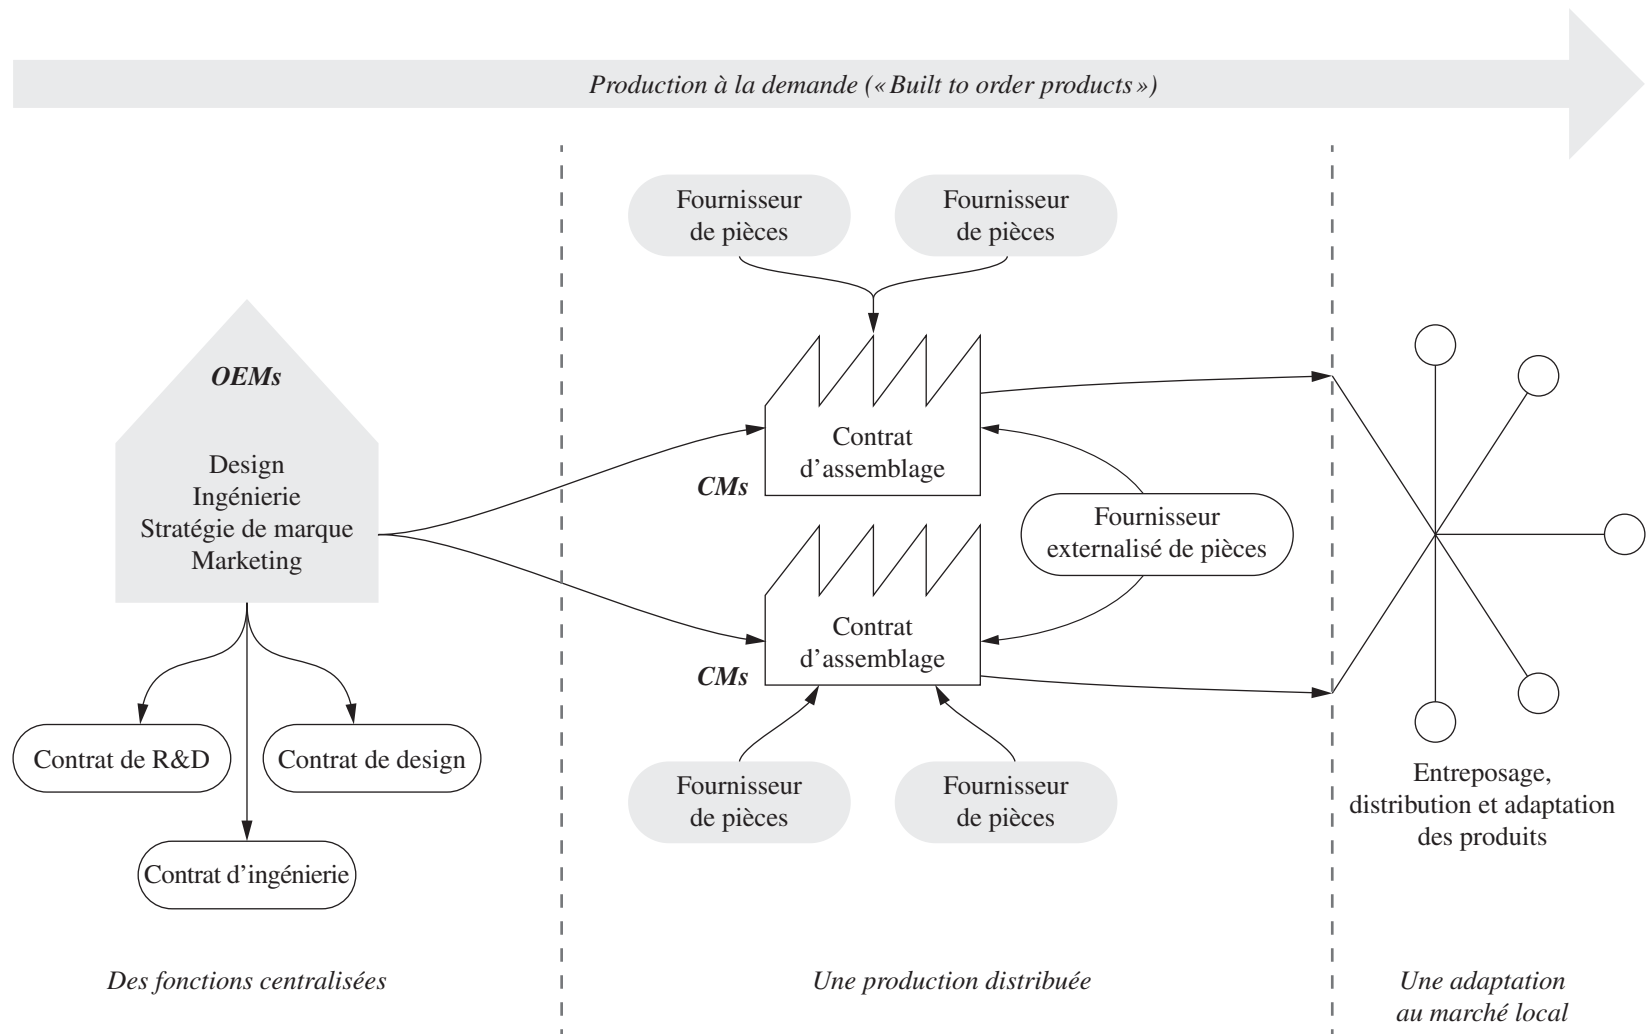 Production à la demande (« Built to order products »)
OEMs
Design
Ingénierie
Stratégie de marque
Marketing
Contrat de R&D
Contrat de design
Contrat d’ingénierie
Des fonctions centralisées
Fournisseur
de pièces
Fournisseur
de pièces
Contrat
d’assemblage
CMs
Fournisseur
externalisé de pièces
Contrat
d’assemblage
CMs
Fournisseur
de pièces
Fournisseur
de pièces
Une production distribuée
Entreposage,
distribution et adaptation
des produits
Une adaptation
au marché local